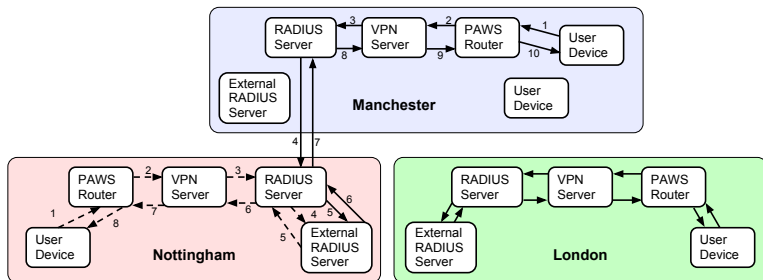 3
2
1
RADIUS
Server
VPN
Server
PAWS
Router
User
Device
8
9
10
External
RADIUS
Server
User
Device
Manchester
4
7
PAWS
Router
2
VPN
Server
3
RADIUS
Server
6
1
7
6
4
5
8
5
User
Device
External
RADIUS
Server
Nottingham
RADIUS
Server
VPN
Server
PAWS
Router
External
RADIUS
Server
User
Device
London